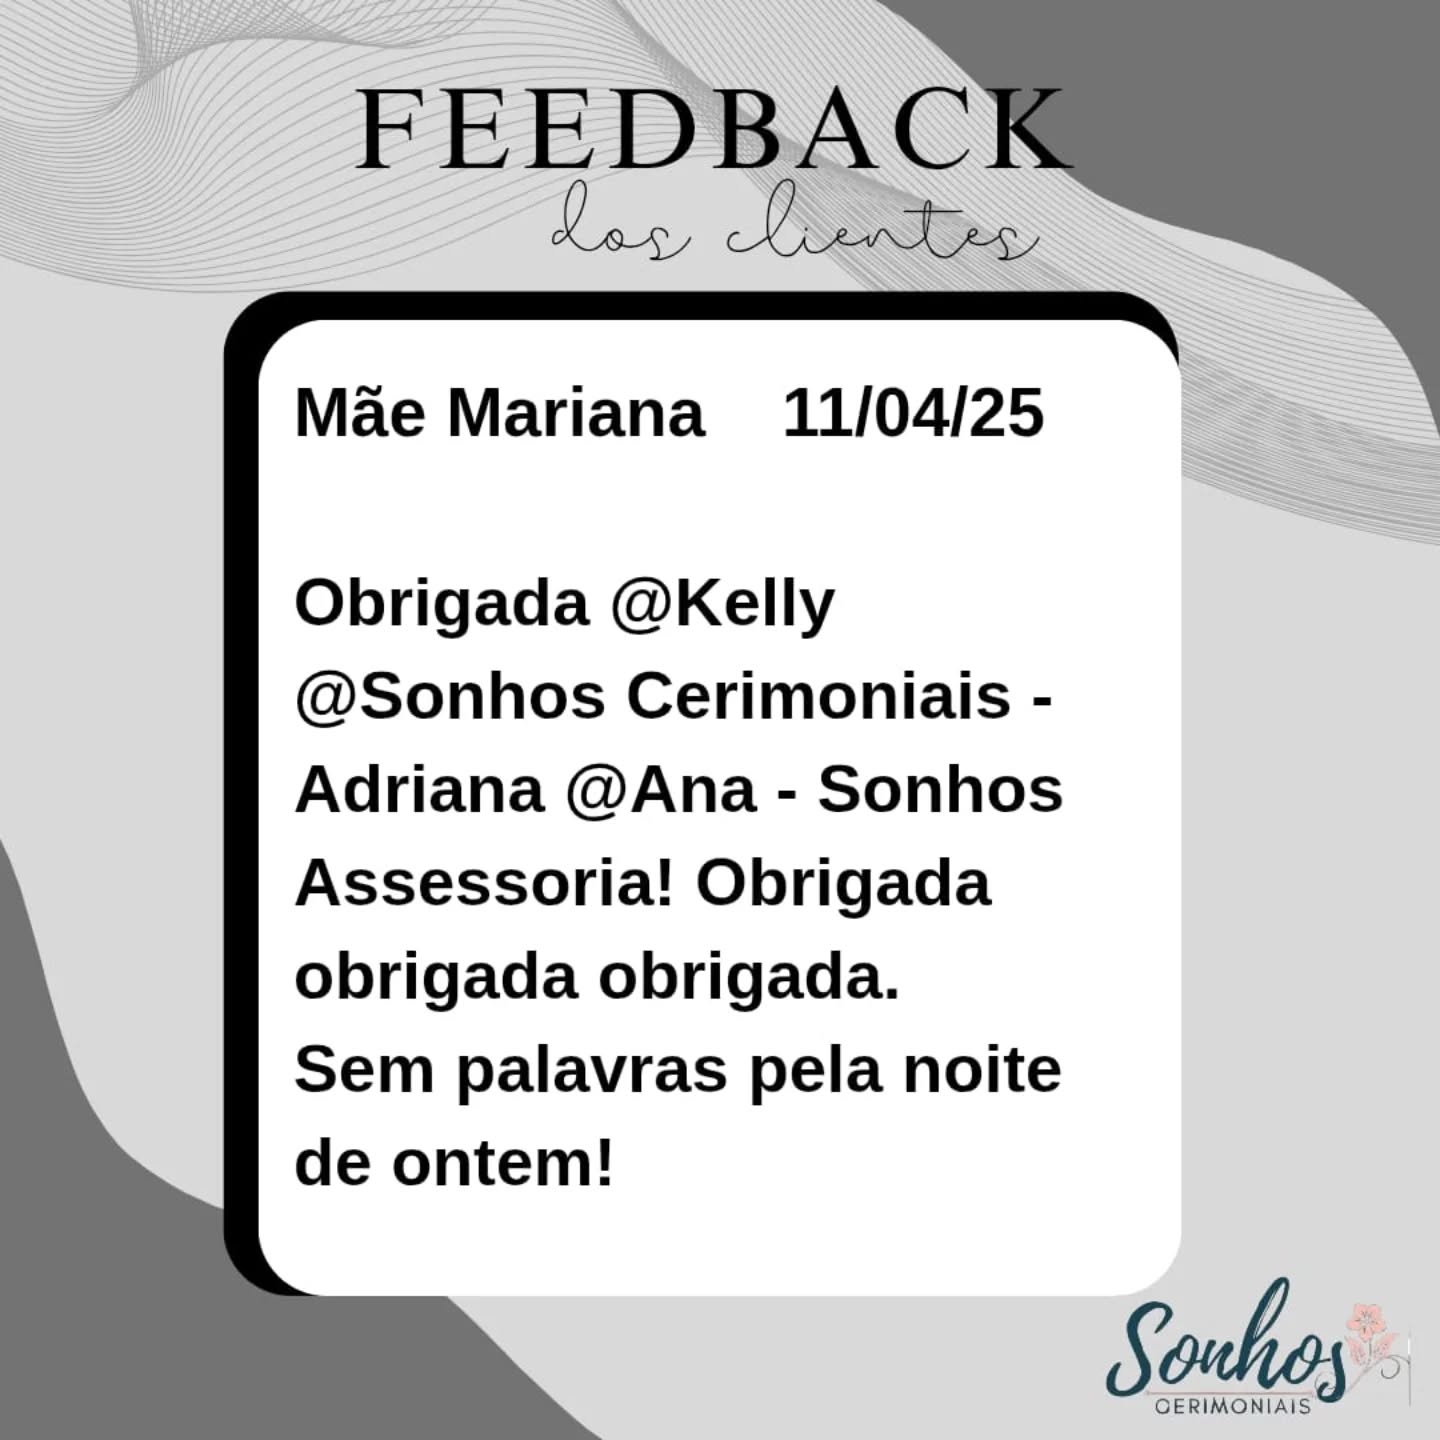 FEEDBACK
dos clientes
Mãe Mariana 11/04/25
Obrigada @Kelly
@Sonhos Cerimoniais -
Adriana @Ana - Sonhos
Assessoria! Obrigada
obrigada obrigada.
Sem palavras pela noite
de ontem!
Sonhos
CERIMONIAIS